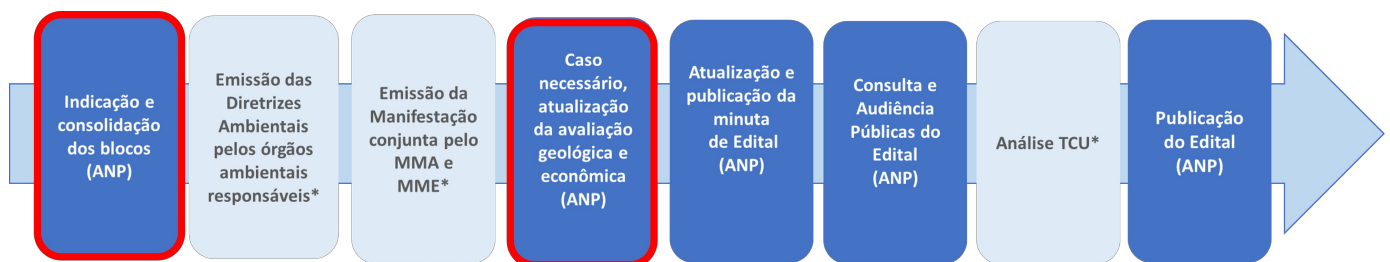 Indicação e
consolidação
dos blocos
(ANP)
Emissão das
Diretrizes
Ambientais
pelos órgãos
ambientais
responsáveis*
Emissão da
Manifestação
conjunta pelo
MMA e
MME*
Caso
necessário,
atualização
da avaliação
geológica e
econômica
(ANP)
Atualização e
publicação da
minuta
de Edital
(ANP)
Consulta e
Audiência
Públicas do
Edital
(ANP)
Análise TCU*
Publicação
do Edital
(ANP)